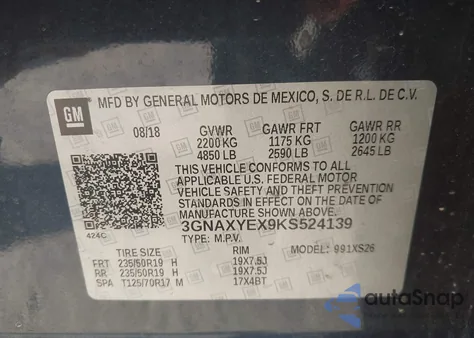 GM
MFD BY GENERAL MOTORS DE MEXICO, S. DE R.L. DE C.V.
08/18 GVWR GAWR FRT GAWR RR
2200 KG 1175 KG 1200 KG
4850 LB 2590 LB 2645 LB
THIS VEHICLE CONFORMS TO ALL
APPLICABLE U.S. FEDERAL MOTOR
VEHICLE SAFETY AND THEFT PREVENTION
STANDARDS IN EFFECT ON THE DATE OF
MANUFACTURE SHOWN ABOVE.
424C 3GNAXYEX9KS524139
TYPE: M.P.V. MODEL: 991XS26
TIRE SIZE RIM
FRT 235/50R19 H 19X7.5J
RR 235/50R19 H 19X7.5J
SPA T125/70R17 M 17X4BT
autoSnap